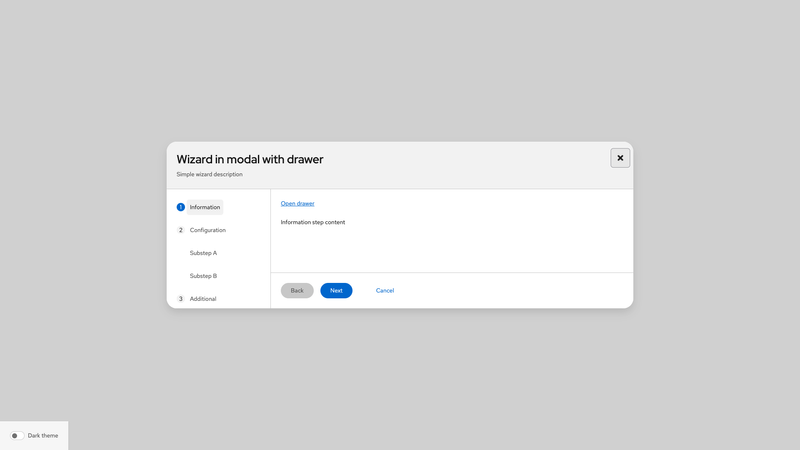 Wizard in modal with drawer
Simple wizard description
1 Information
2 Configuration
Substep A
Substep B
3 Additional
Open drawer
Information step content
Back Next Cancel
Dark theme